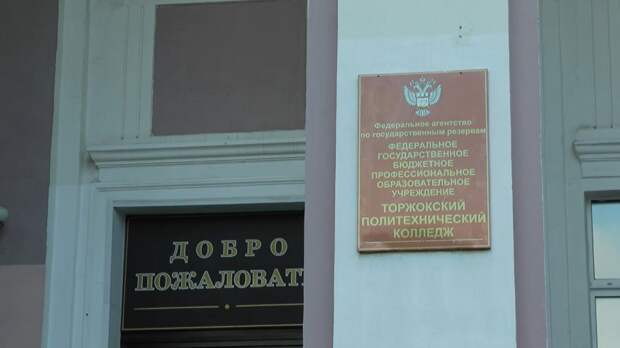 Федеральное агентство
по государственным резервам
ФЕДЕРАЛЬНОЕ
ГОСУДАРСТВЕННОЕ
БЮДЖЕТНОЕ
ПРОФЕССИОНАЛЬНОЕ
ОБРАЗОВАТЕЛЬНОЕ
УЧРЕЖДЕНИЕ
ТОРЖОКСКИЙ
ПОЛИТЕХНИЧЕСКИЙ
КОЛЛЕДЖ
ДОБРО
ПОЖАЛОВАТ